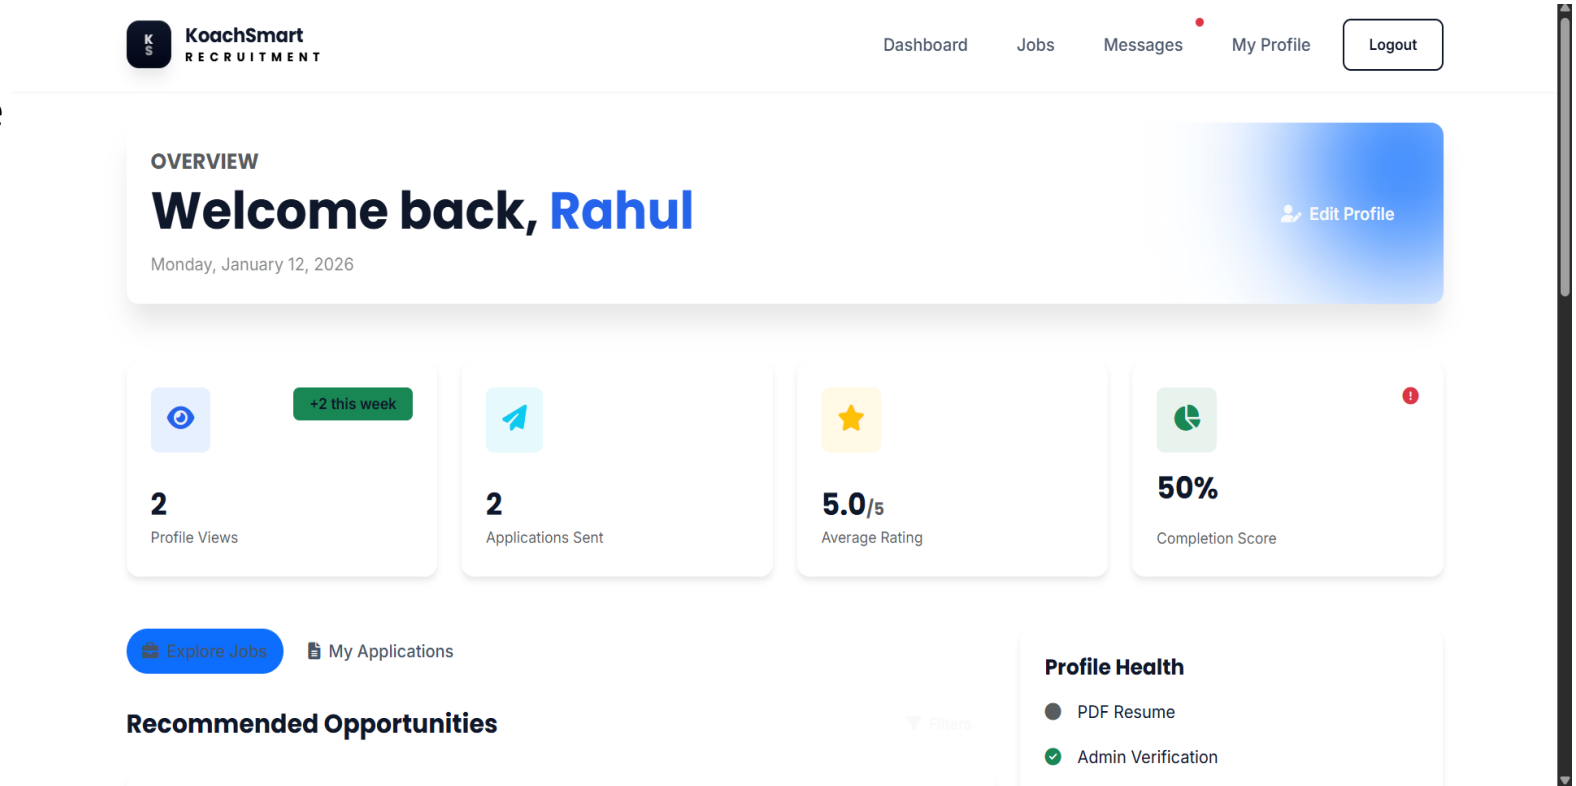 K
S
KoachSmart
RECRUITMENT
Dashboard
Jobs
Messages
My Profile
Logout
OVERVIEW
Welcome back, Rahul
Monday, January 12, 2026
Edit Profile
+2 this week
2
Profile Views
2
Applications Sent
5.0/5
Average Rating
50%
Completion Score
Explore Jobs
My Applications
Recommended Opportunities
Filters
Profile Health
PDF Resume
Admin Verification